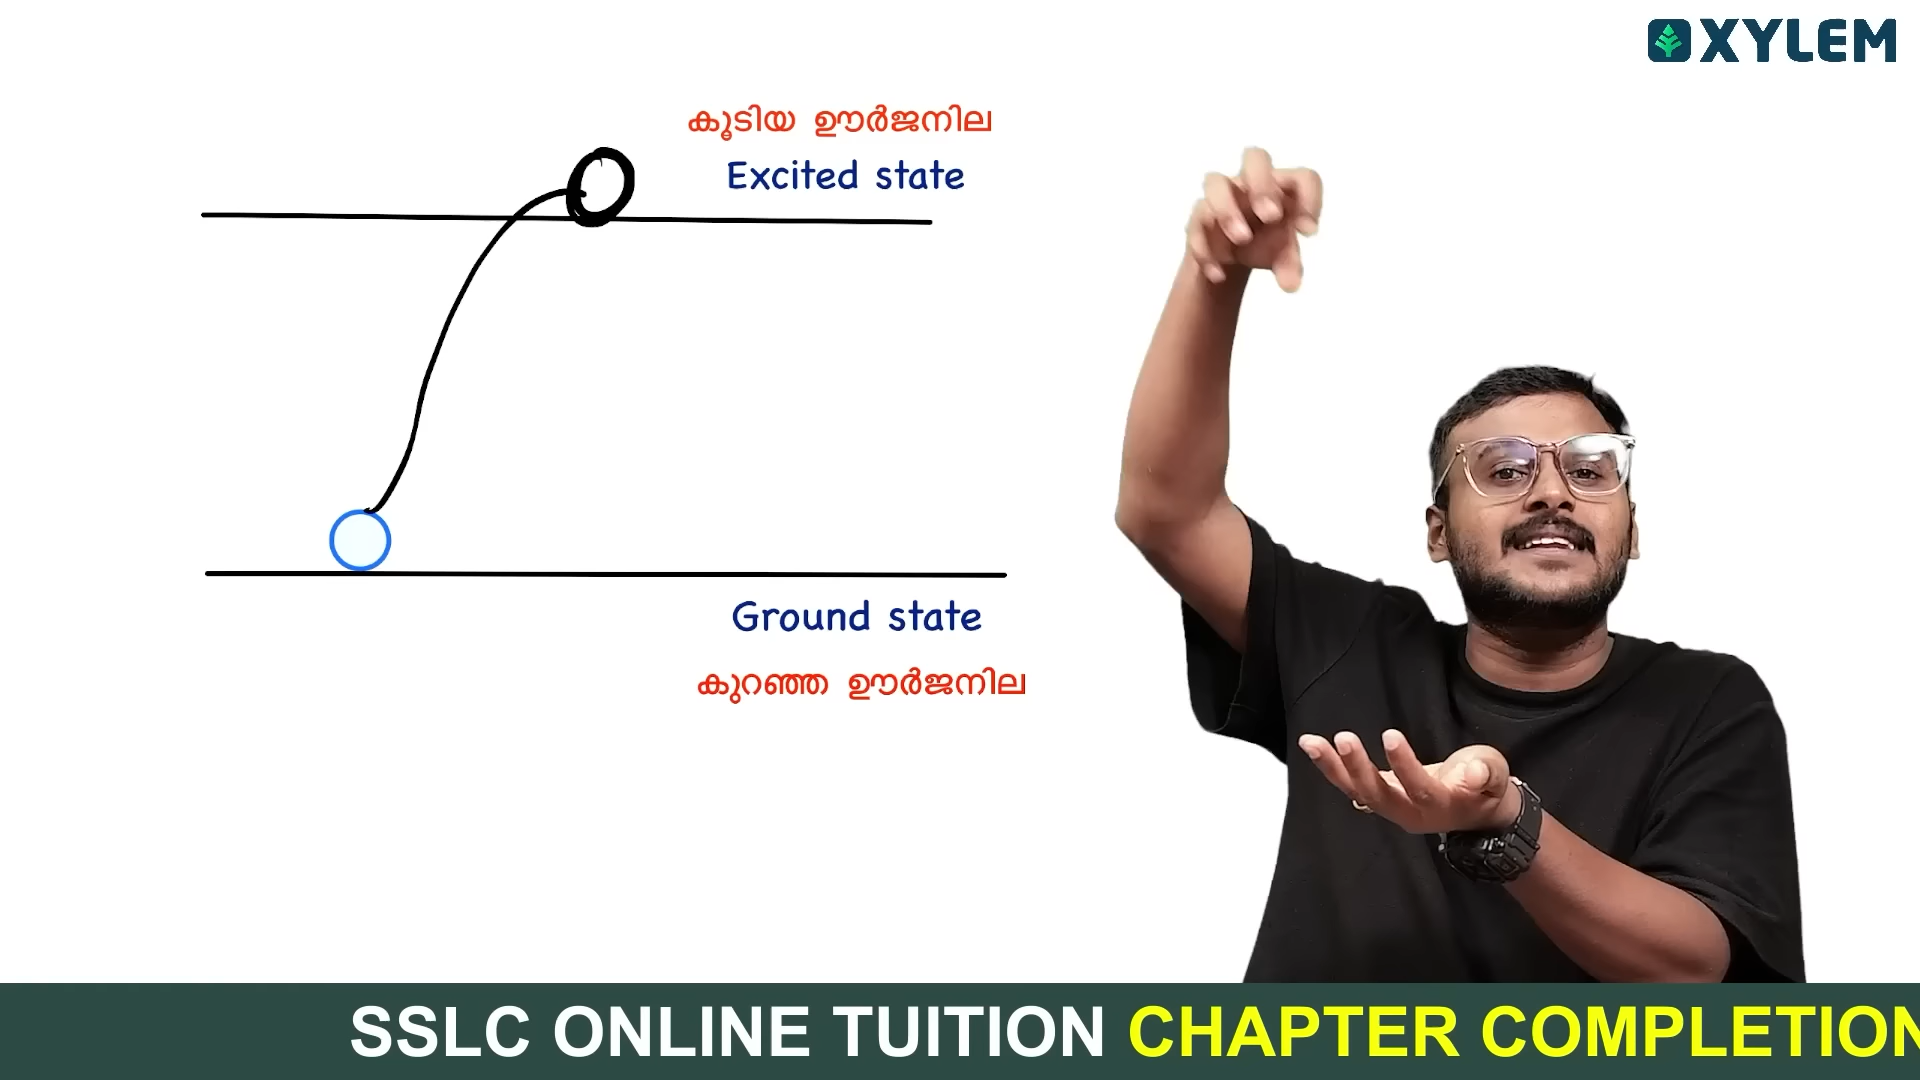 XYLEM
കൂടിയ ഊർജനില
Excited state
Ground state
കുറഞ്ഞ ഊർജനില
SSLC ONLINE TUITION CHAPTER COMPLETION